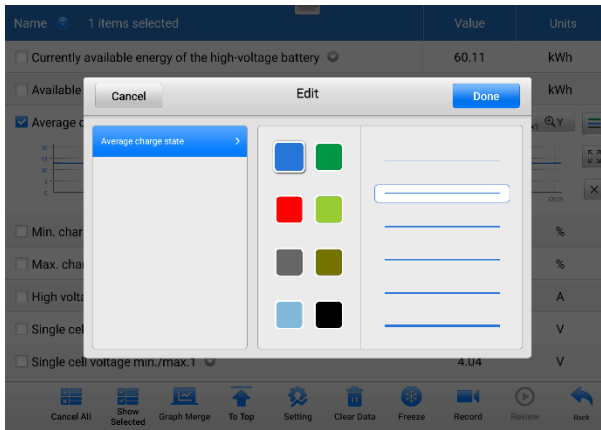 Name 1 items selected Value Units
Currently available energy of the high-voltage battery 60.11 kWh
Available kWh
Cancel Edit Done
Average c Y
Average charge state
Min. char %
Max. cha %
High volta A
Single cel V
Single cell voltage min./max.1 4.04 V
Cancel All Show Selected Graph Merge To Top Setting Clear Data Freeze Record Review Back